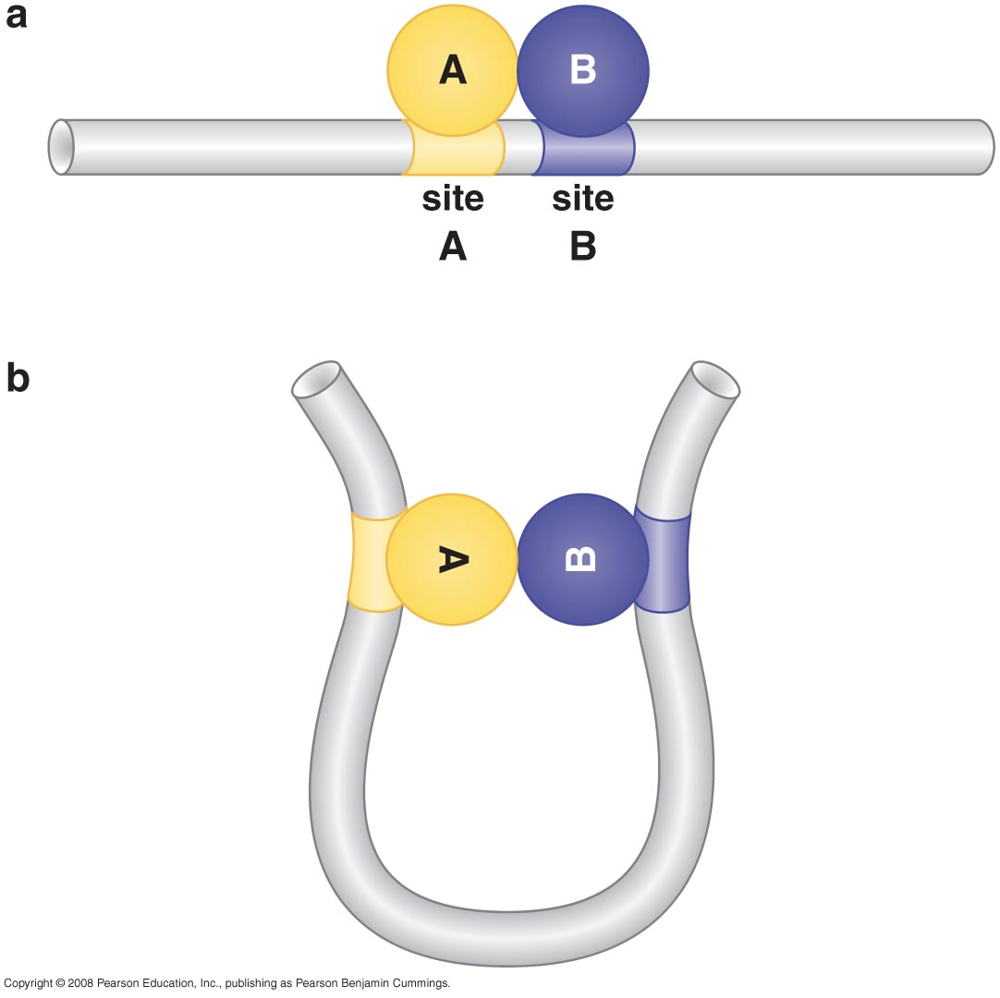 a
A B
site site
A B
b
A B
Copyright © 2008 Pearson Education, Inc., publishing as Pearson Benjamin Cummings.